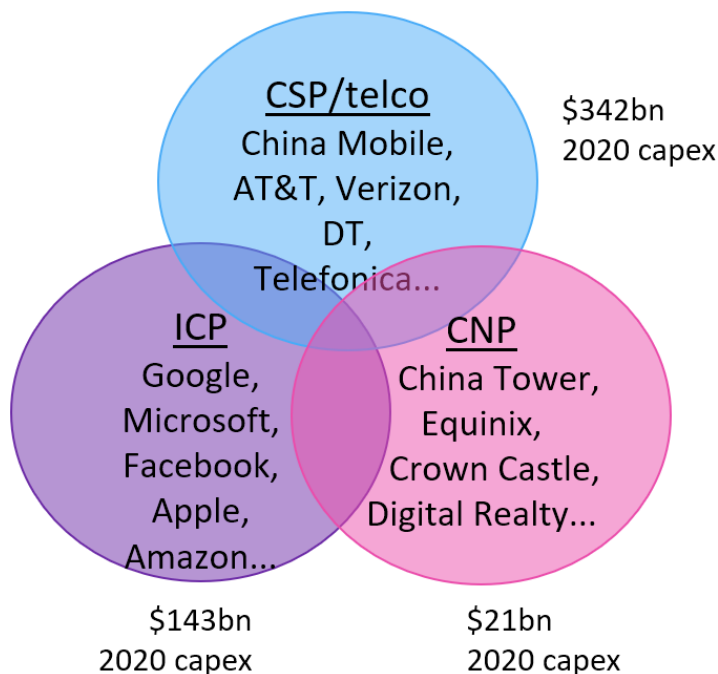 CSP/telco
China Mobile,
AT&T, Verizon,
DT,
Telefonica...
$342bn
2020 capex
ICP
Google,
Microsoft,
Facebook,
Apple,
Amazon...
CNP
China Tower,
Equinix,
Crown Castle,
Digital Realty...
$143bn
2020 capex
$21bn
2020 capex